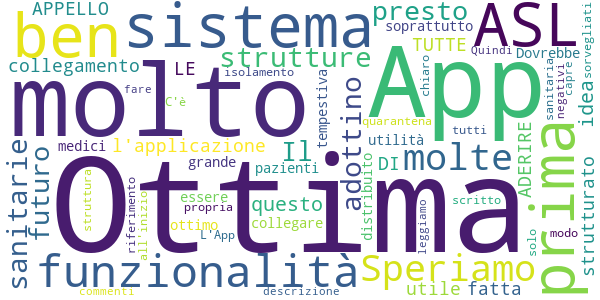 APPELLO
ben
sistema
presto
soprattutto
ASL
Quindi
Dovrebbe
sorvegliati
collegamento
LE
isolamento
strutture
TUTTE
chiaro
App
idea
sanitaria
negativi
capre
molto
fare
C'è
tempestiva
adottino
quarantena
utilità
tutti
prima
sanitarie
futuro
medici
l'applicazione
grande
Il
pazienti
DI
molte
ADERIRE
strutturato
Ottima
struttura
riferimento
all'inizio
essere
propria
ottimo
L'App
questo
collegare
distribuito
leggiamo
scritto
solo
modo
funzionalità
Speriamo
commenti
descrizione
utile
fatta